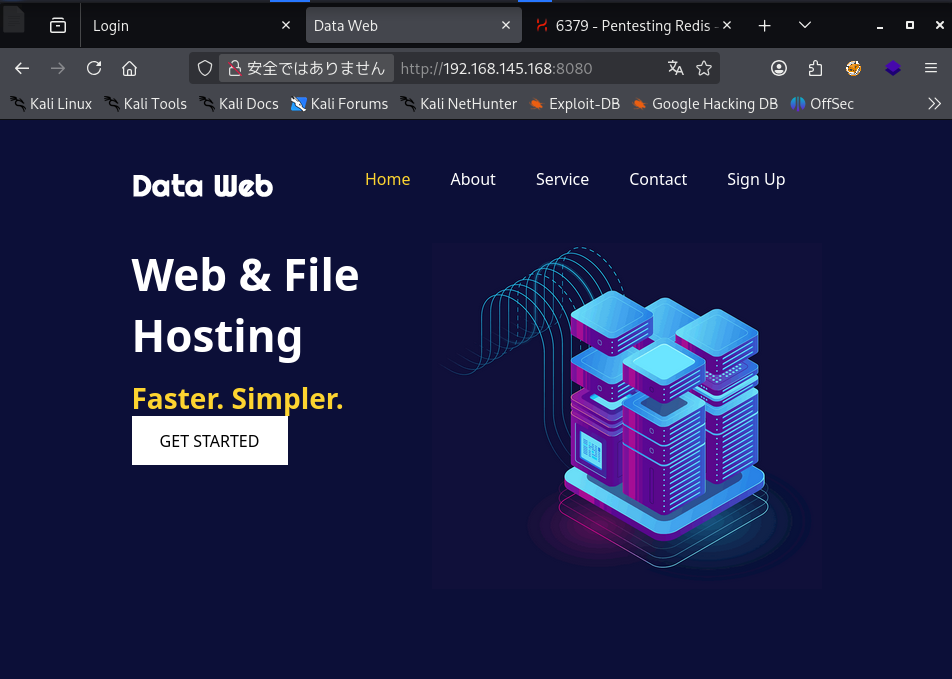 Login
Data Web
6379 - Pentesting Redis
安全ではありません
http://192.168.145.168:8080
Kali Linux
Kali Tools
Kali Docs
Kali Forums
Kali NetHunter
Exploit-DB
Google Hacking DB
OffSec
Data Web
Home
About
Service
Contact
Sign Up
Web & File
Hosting
Faster. Simpler.
GET STARTED